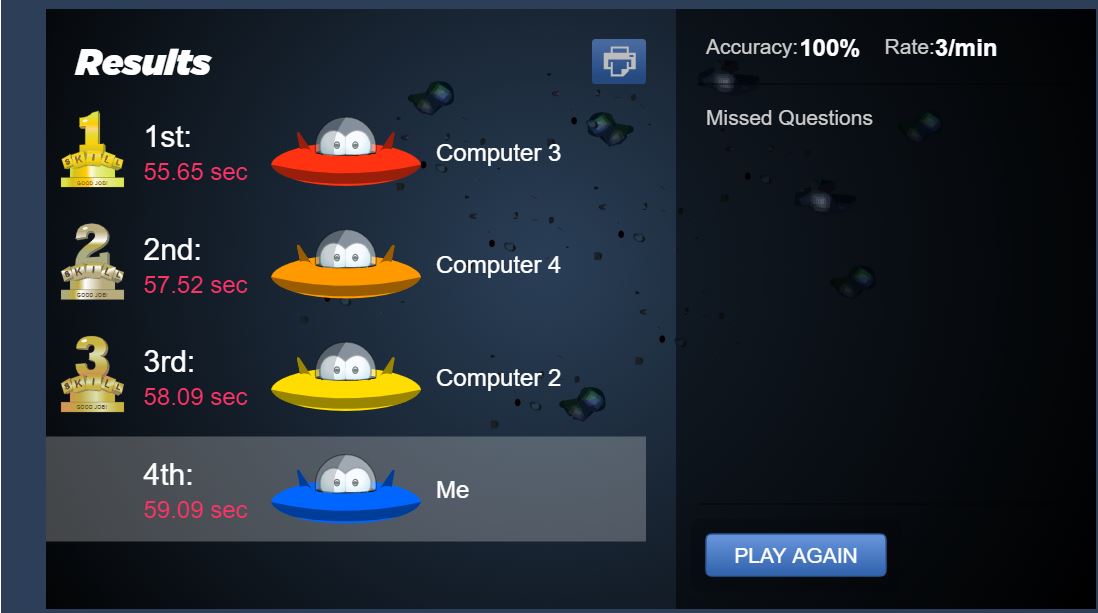 Results
1
SKILL
GOOD JOB!
1st:
55.65 sec
Computer 3
2
SKILL
GOOD JOB!
2nd:
57.52 sec
Computer 4
3
SKILL
GOOD JOB!
3rd:
58.09 sec
Computer 2
4th:
59.09 sec
Me
Accuracy:100% Rate:3/min
Missed Questions
PLAY AGAIN